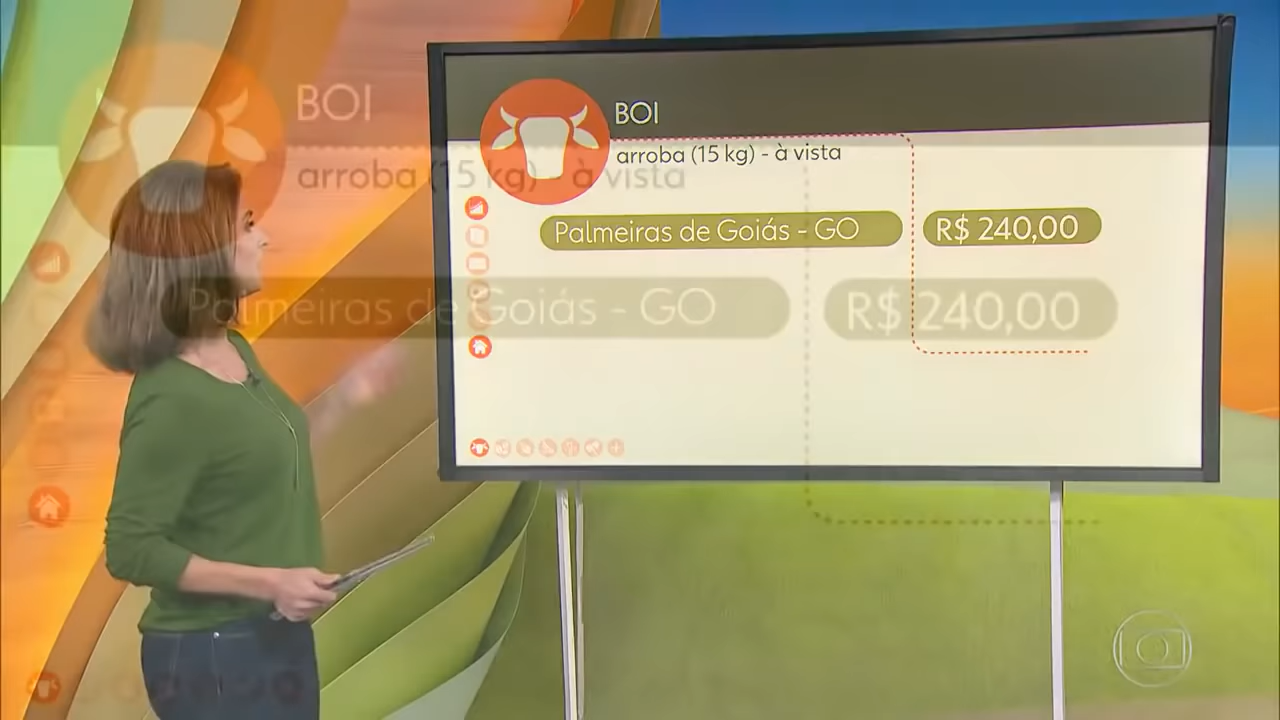 BOI
arroba (15 kg) - à vista
Palmeiras de Goiás - GO
R$ 240,00
BOI
arroba (15 kg) - à vista
Palmeiras de Goiás - GO
R$ 240,00